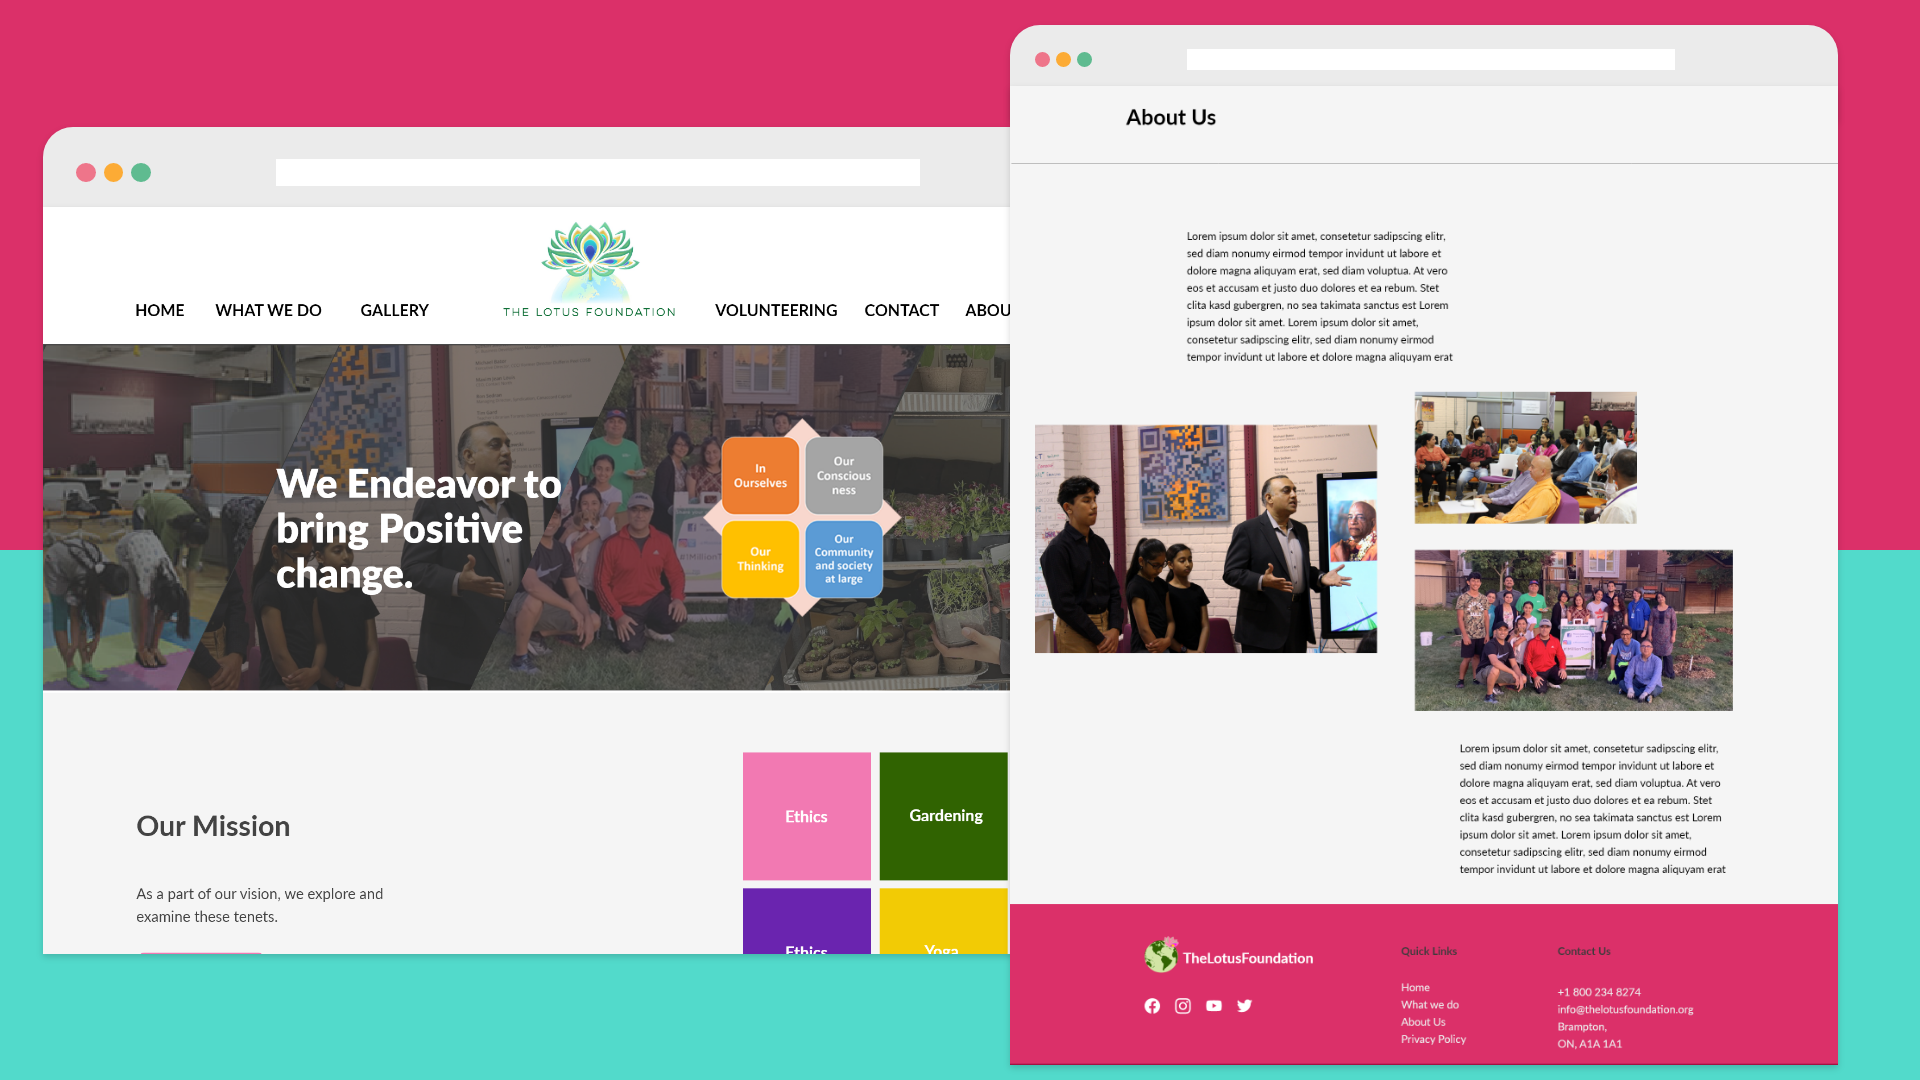 HOME
WHAT WE DO
GALLERY
THE LOTUS FOUNDATION
VOLUNTEERING
CONTACT
ABOU
We Endeavor to
bring Positive
change.
In
Ourselves
Our
Conscious
ness
Our
Thinking
Our
Community
and society
at large
Our Mission
As a part of our vision, we explore and
examine these tenets.
Ethics
Gardening
Ethics
Yoga
About Us
Lorem ipsum dolor sit amet, consetetur sadipscing elitr,
sed diam nonumy eirmod tempor invidunt ut labore et
dolore magna aliquyam erat, sed diam voluptua. At vero
eos et accusam et justo duo dolores et ea rebum. Stet
clita kasd gubergren, no sea takimata sanctus est Lorem
ipsum dolor sit amet. Lorem ipsum dolor sit amet,
consetetur sadipscing elitr, sed diam nonumy eirmod
tempor invidunt ut labore et dolore magna aliquyam erat
Lorem ipsum dolor sit amet, consetetur sadipscing elitr,
sed diam nonumy eirmod tempor invidunt ut labore et
dolore magna aliquyam erat, sed diam voluptua. At vero
eos et accusam et justo duo dolores et ea rebum. Stet
clita kasd gubergren, no sea takimata sanctus est Lorem
ipsum dolor sit amet. Lorem ipsum dolor sit amet,
consetetur sadipscing elitr, sed diam nonumy eirmod
tempor invidunt ut labore et dolore magna aliquyam erat
TheLotusFoundation
Quick Links
Home
What we do
About Us
Privacy Policy
Contact Us
+1 800 234 8274
info@thelotusfoundation.org
Brampton,
ON, A1A 1A1